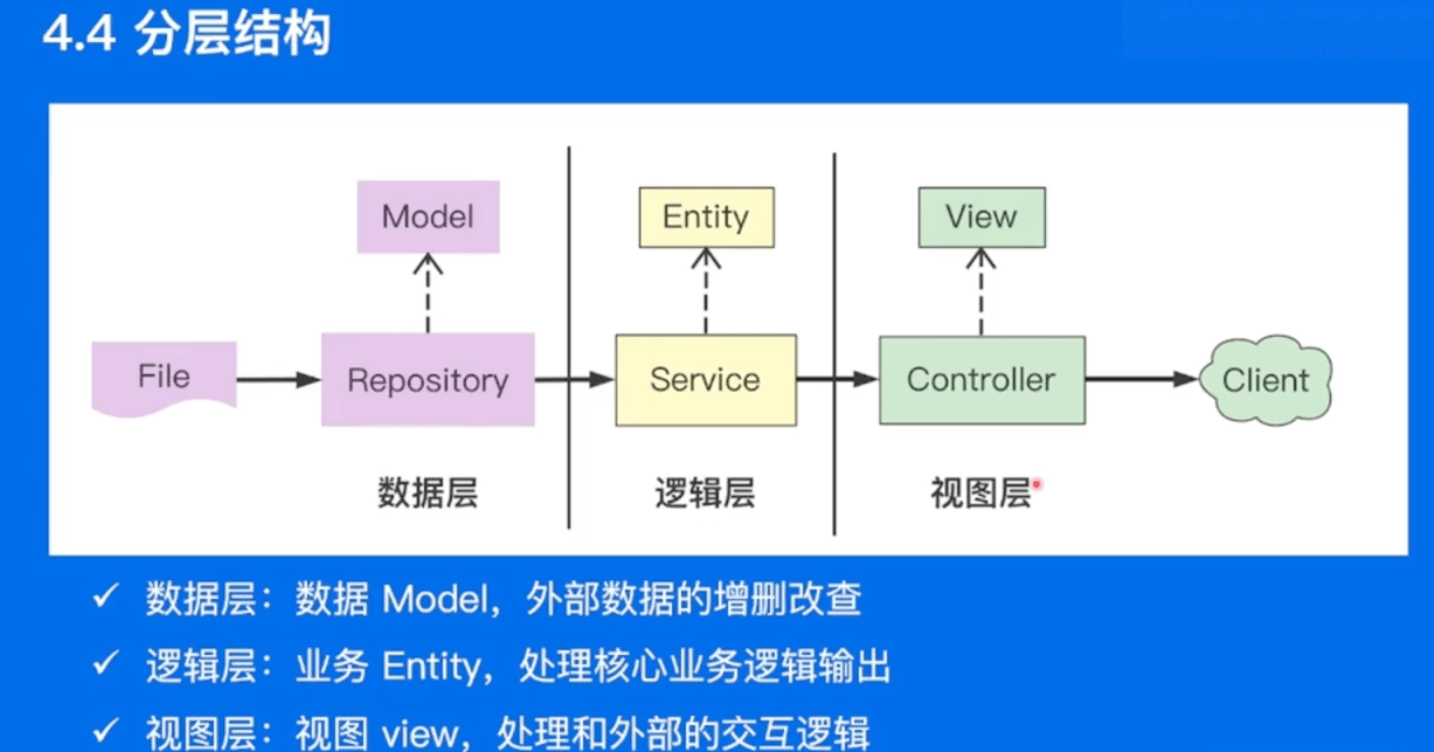 4.4 分层结构
Model
Entity
View
File
Repository
Service
Controller
Client
数据层
逻辑层
视图层
✓ 数据层：数据 Model，外部数据的增删改查
✓ 逻辑层：业务 Entity，处理核心业务逻辑输出
✓ 视图层：视图 view，处理和外部的交互逻辑